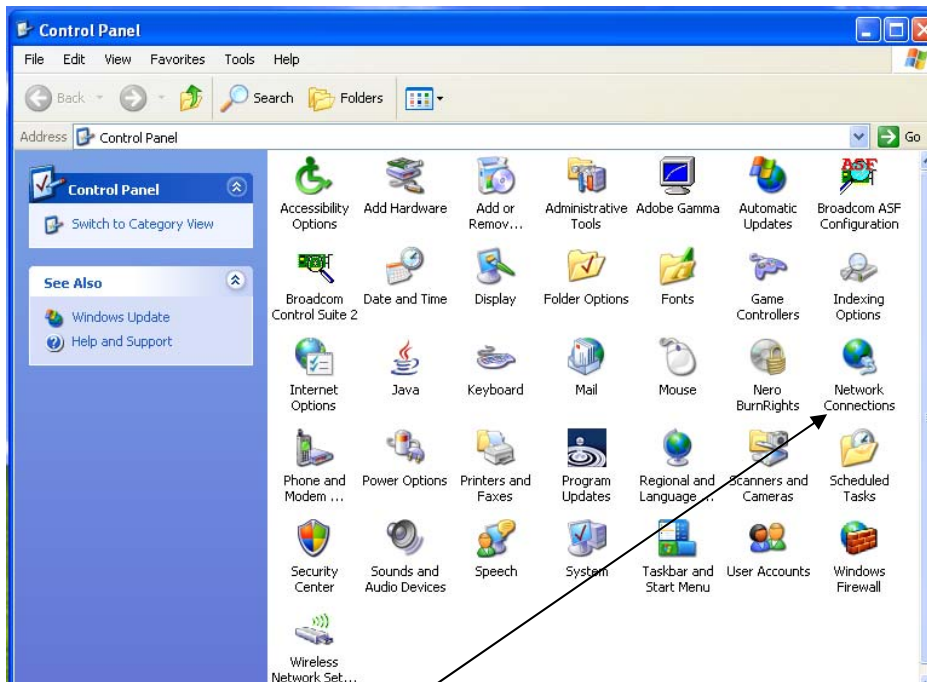 Control Panel
File Edit View Favorites Tools Help
Back Search Folders
Address Control Panel Go
Control Panel
Switch to Category View
See Also
Windows Update
Help and Support
Accessibility Options
Add Hardware
Add or Remov...
Administrative Tools
Adobe Gamma
Automatic Updates
ASF
Broadcom ASF Configuration
Broadcom Control Suite 2
Date and Time
Display
Folder Options
Fonts
Game Controllers
Indexing Options
Internet Options
Java
Keyboard
Mail
Mouse
Nero BurnRights
Network Connections
Phone and Modem ...
Power Options
Printers and Faxes
Program Updates
Regional and Language ...
Scanners and Cameras
Scheduled Tasks
Security Center
Sounds and Audio Devices
Speech
System
Taskbar and Start Menu
User Accounts
Windows Firewall
Wireless Network Set...